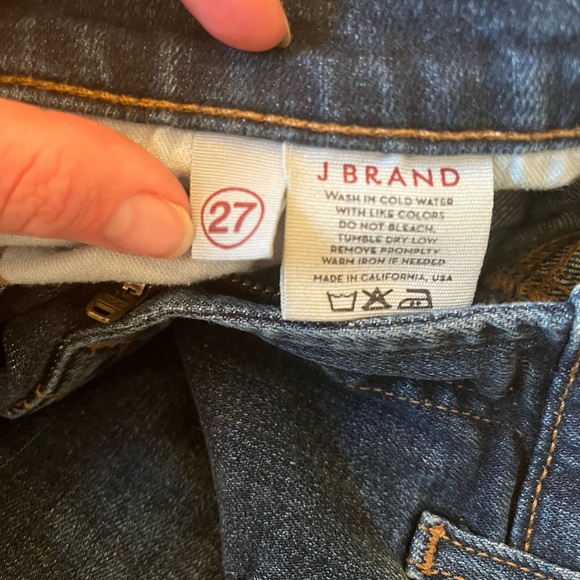 27
J BRAND
WASH IN COLD WATER
WITH LIKE COLORS
DO NOT BLEACH,
TUMBLE DRY LOW
REMOVE PROMPTLY
WARM IRON IF NEEDED
MADE IN CALIFORNIA, USA